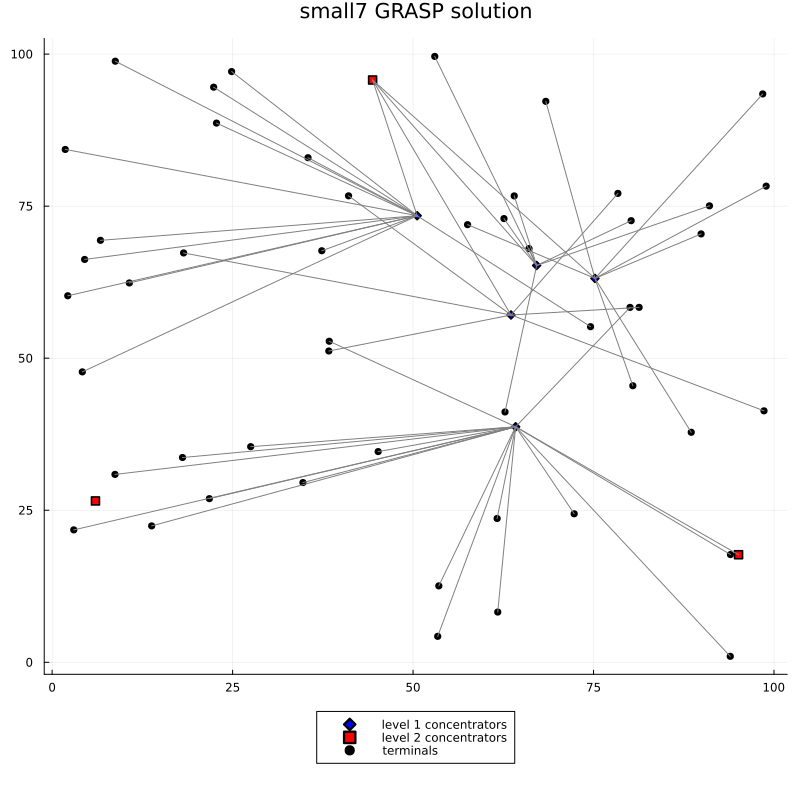 small7 GRASP solution
100
75
50
25
0
0 25 50 75 100
level 1 concentrators
level 2 concentrators
terminals